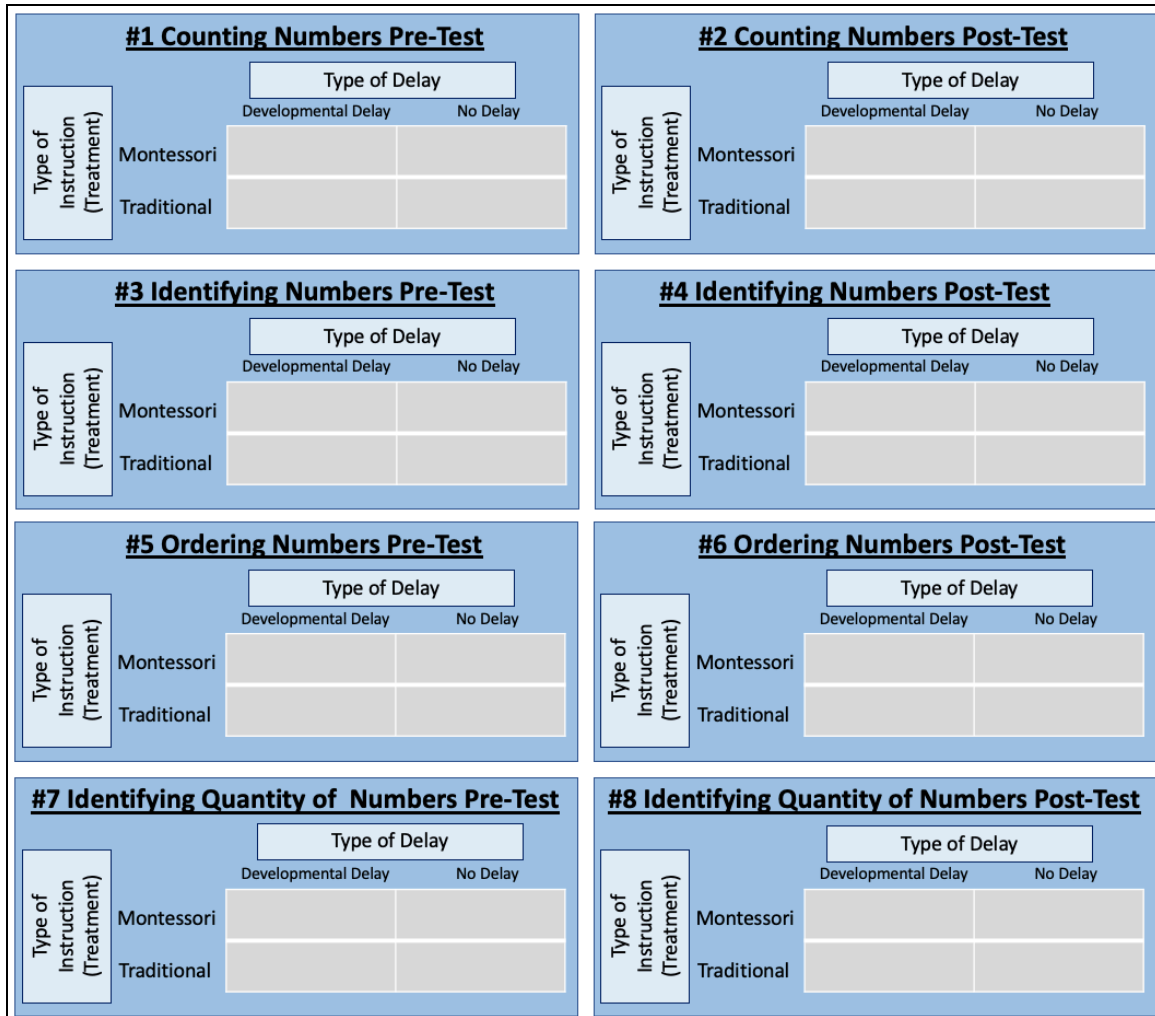 #1 Counting Numbers Pre-Test
Type of Delay
Developmental Delay No Delay
Type of
Instruction
(Treatment)
Montessori
Traditional
#2 Counting Numbers Post-Test
Type of Delay
Developmental Delay No Delay
Type of
Instruction
(Treatment)
Montessori
Traditional
#3 Identifying Numbers Pre-Test
Type of Delay
Developmental Delay No Delay
Type of
Instruction
(Treatment)
Montessori
Traditional
#4 Identifying Numbers Post-Test
Type of Delay
Developmental Delay No Delay
Type of
Instruction
(Treatment)
Montessori
Traditional
#5 Ordering Numbers Pre-Test
Type of Delay
Developmental Delay No Delay
Type of
Instruction
(Treatment)
Montessori
Traditional
#6 Ordering Numbers Post-Test
Type of Delay
Developmental Delay No Delay
Type of
Instruction
(Treatment)
Montessori
Traditional
#7 Identifying Quantity of Numbers Pre-Test
Type of Delay
Developmental Delay No Delay
Type of
Instruction
(Treatment)
Montessori
Traditional
#8 Identifying Quantity of Numbers Post-Test
Type of Delay
Developmental Delay No Delay
Type of
Instruction
(Treatment)
Montessori
Traditional